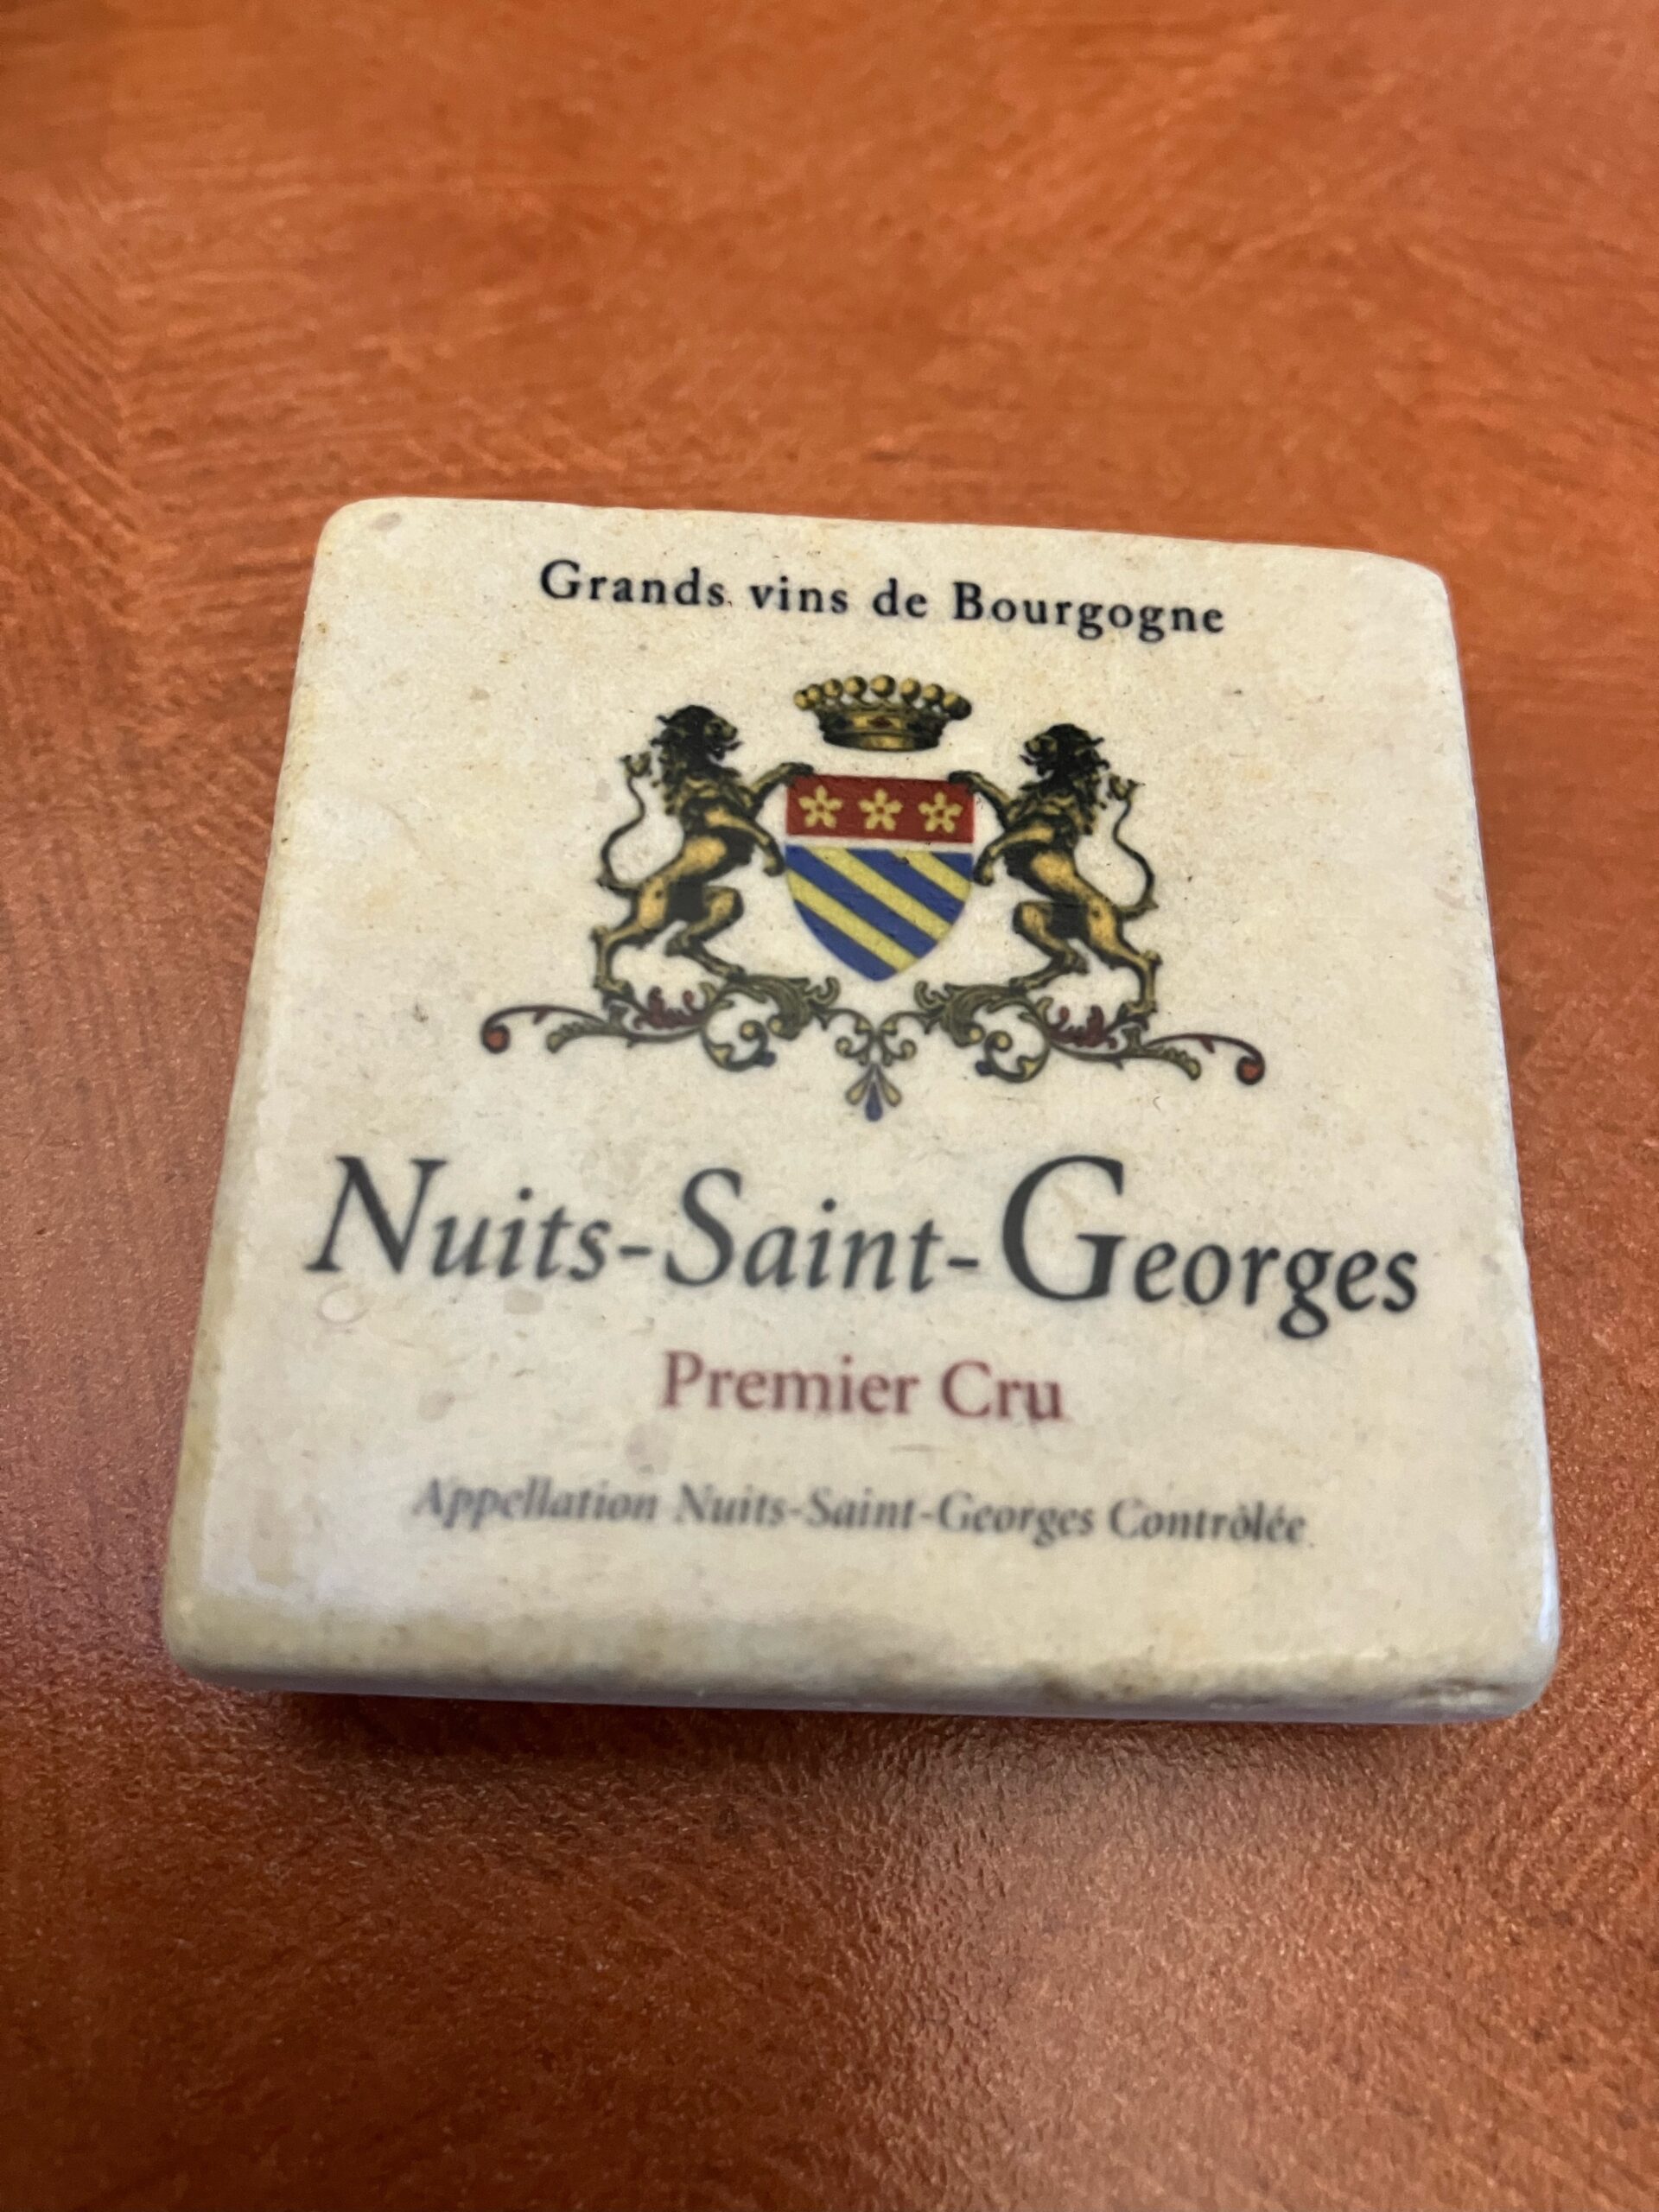 Grands vins de Bourgogne
Nuits-Saint-Georges
Premier Cru
Appellation Nuits-Saint-Georges Contrôlée